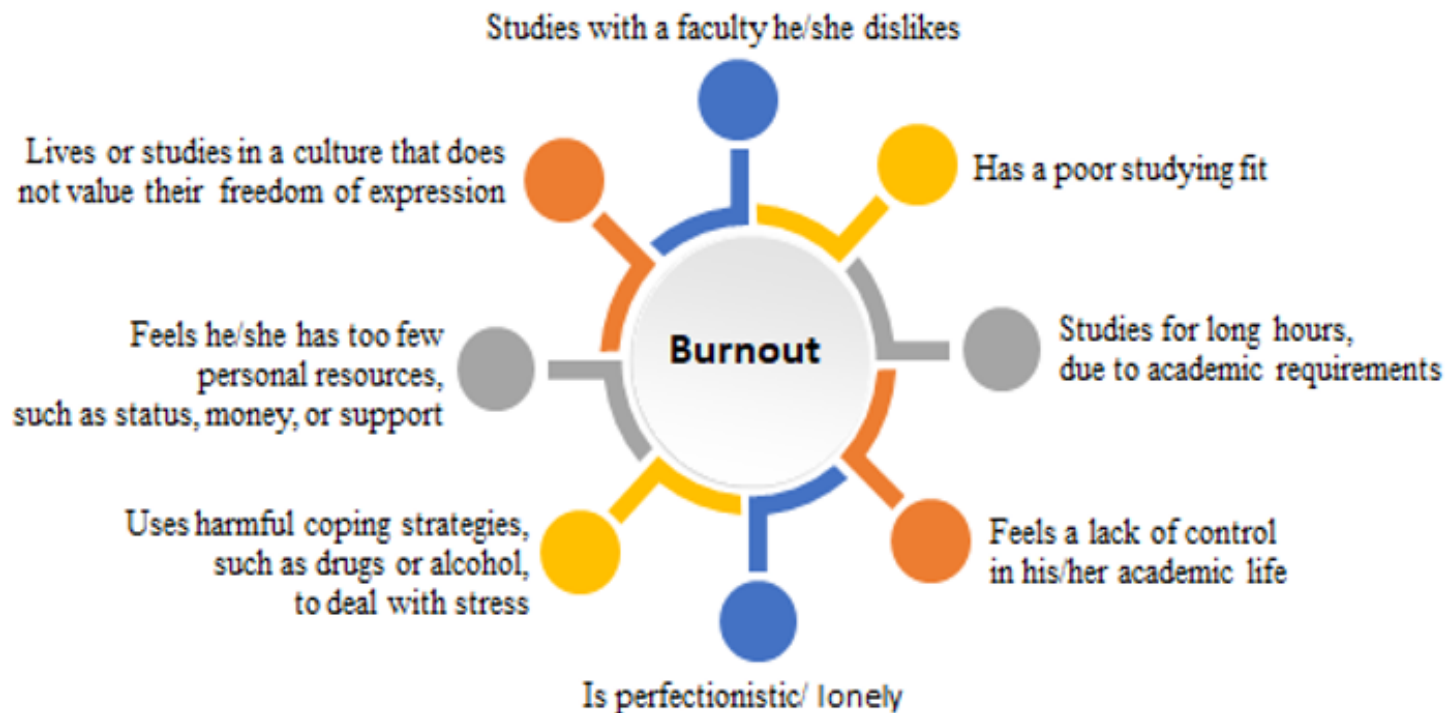 Studies with a faculty he/she dislikes
Has a poor studying fit
Studies for long hours,
due to academic requirements
Feels a lack of control
in his/her academic life
Is perfectionistic/ lonely
Uses harmful coping strategies,
such as drugs or alcohol,
to deal with stress
Feels he/she has too few
personal resources,
such as status, money, or support
Lives or studies in a culture that does
not value their freedom of expression
Burnout